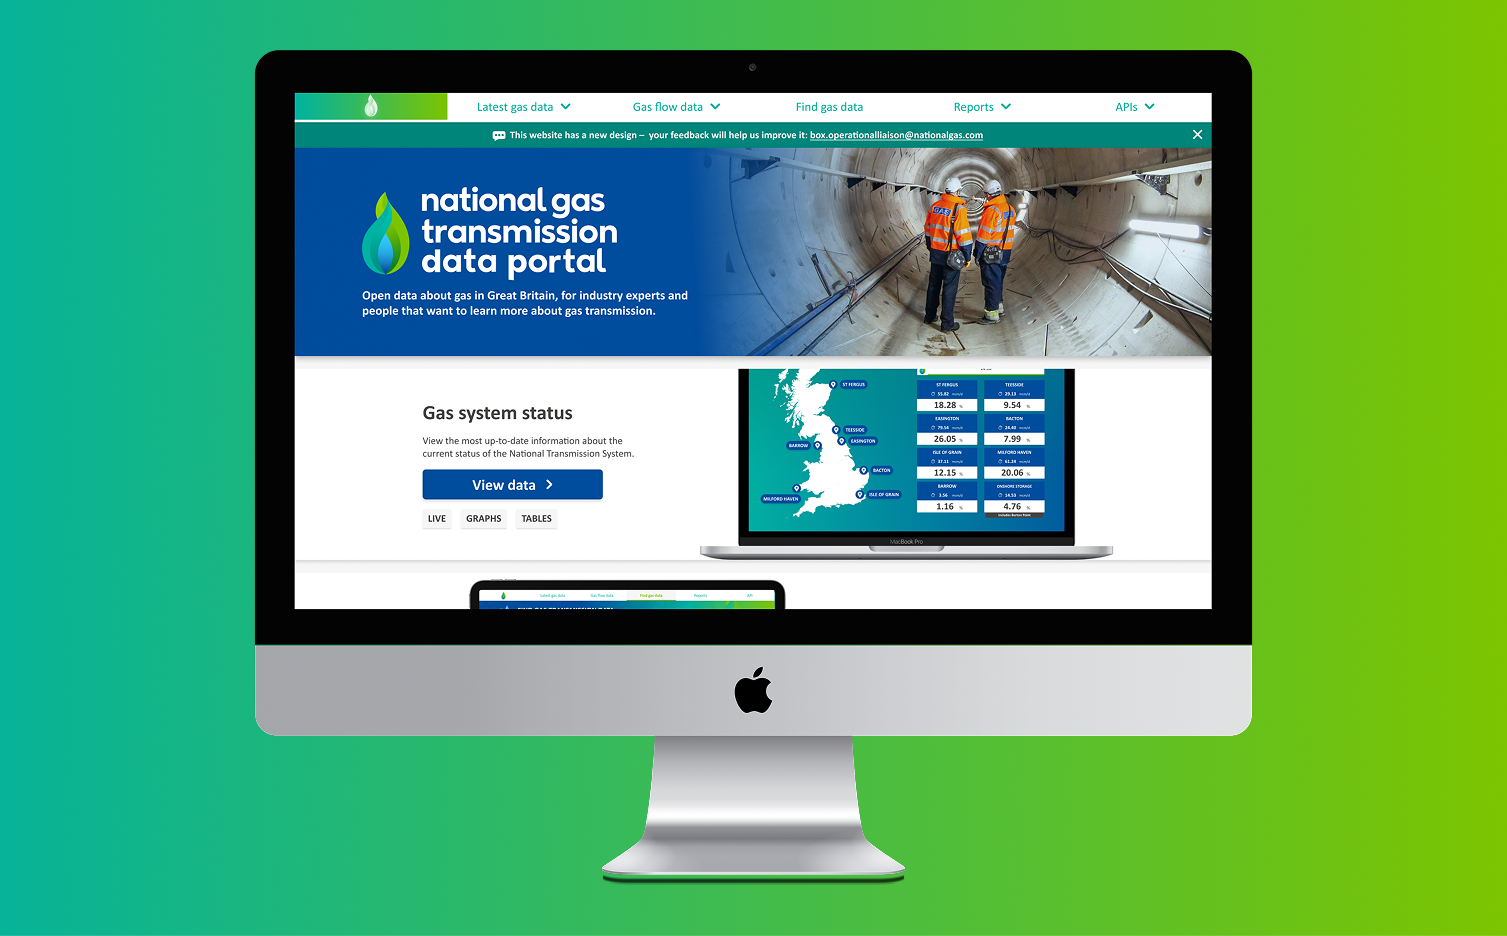 Latest gas data
Gas flow data
Find gas data
Reports
APIs
This website has a new design – your feedback will help us improve it: box.operationalliaison@nationalgas.com
national gas
transmission
data portal
Open data about gas in Great Britain, for industry experts and
people that want to learn more about gas transmission.
GAS
Gas system status
View the most up-to-date information about the
current status of the National Transmission System.
View data
LIVE GRAPHS TABLES
ST FERGUS
TEESSIDE
EASINGTON
BARROW
BACTON
ISLE OF GRAIN
MILFORD HAVEN
ST FERGUS
55.82 mcm/d
18.28 %
TEESSIDE
29.13 mcm/d
9.54 %
EASINGTON
79.54 mcm/d
26.05 %
BACTON
24.40 mcm/d
7.99 %
ISLE OF GRAIN
37.11 mcm/d
12.15 %
MILFORD HAVEN
61.24 mcm/d
20.06 %
BARROW
3.56 mcm/d
1.16 %
ONSHORE STORAGE
14.53 mcm/d
4.76 %
MacBook Pro
Latest gas data
Gas flow data
Find gas data
Reports
API